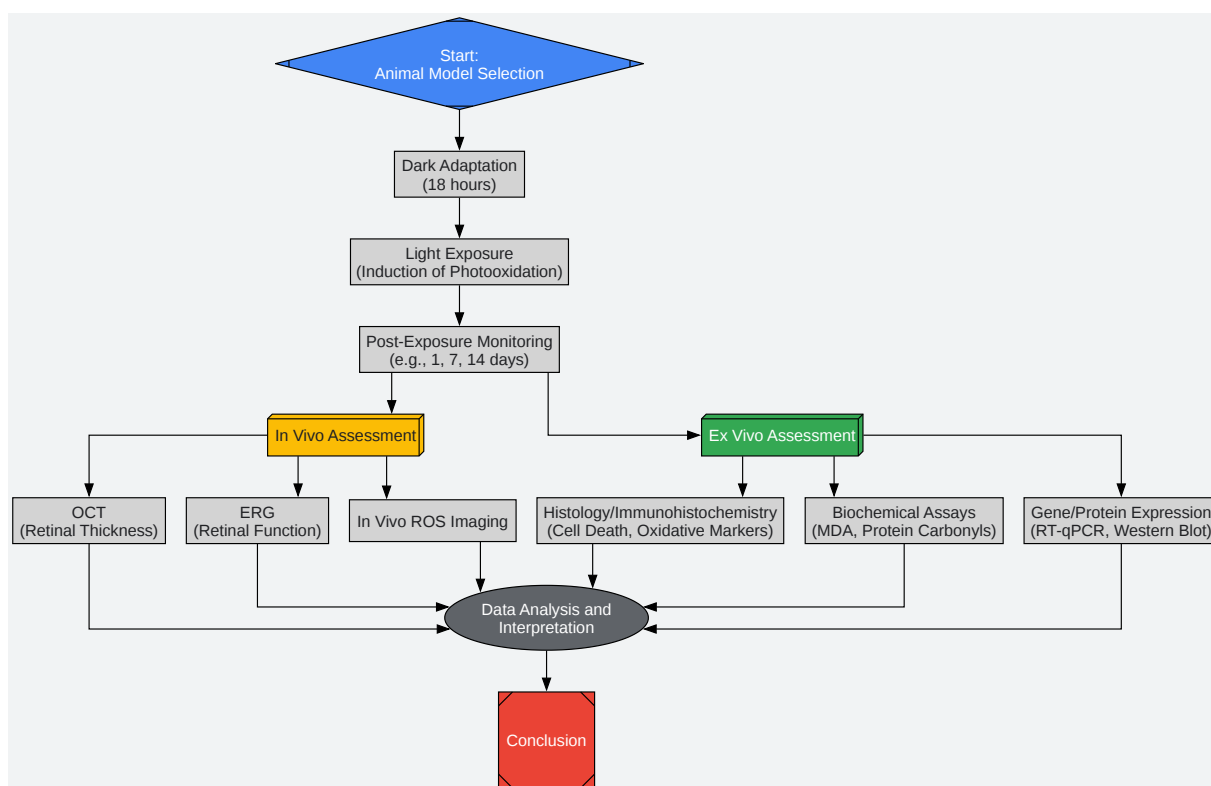 Start:
Animal Model Selection
Dark Adaptation
(18 hours)
Light Exposure
(Induction of Photooxidation)
Post-Exposure Monitoring
(e.g., 1, 7, 14 days)
In Vivo Assessment
Ex Vivo Assessment
OCT
(Retinal Thickness)
ERG
(Retinal Function)
In Vivo ROS Imaging
Histology/Immunohistochemistry
(Cell Death, Oxidative Markers)
Biochemical Assays
(MDA, Protein Carbonyls)
Gene/Protein Expression
(RT-qPCR, Western Blot)
Data Analysis and
Interpretation
Conclusion